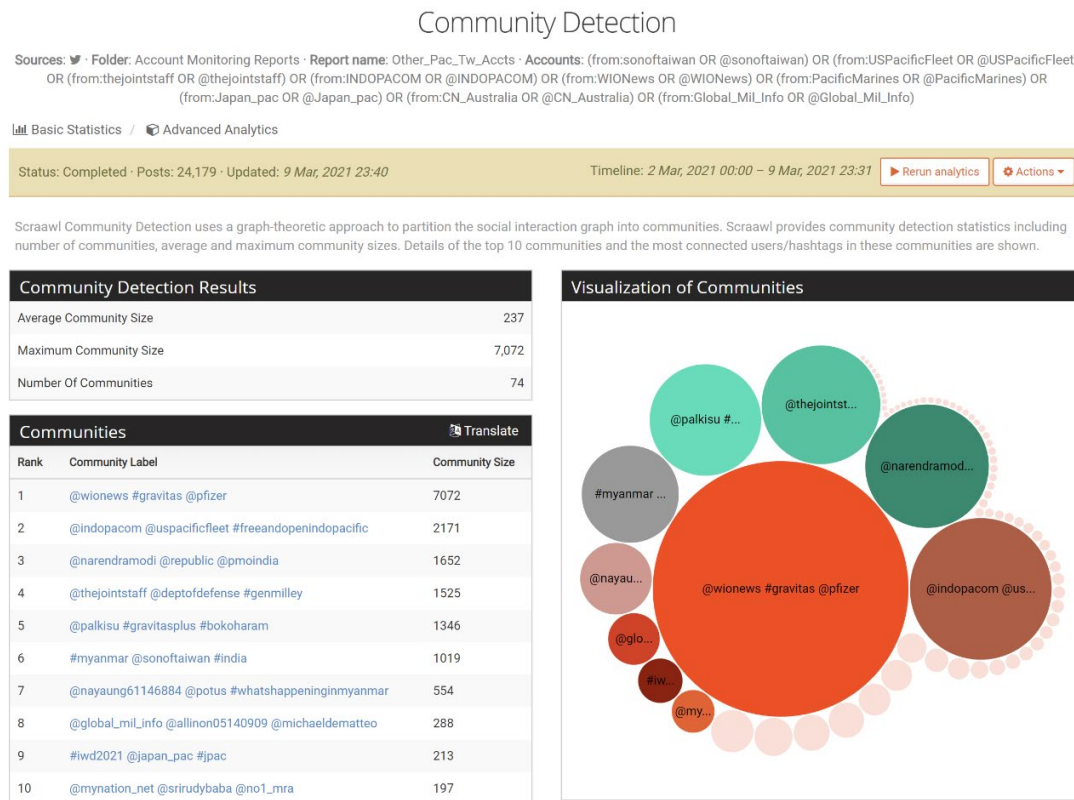 Community Detection
Sources: · Folder: Account Monitoring Reports · Report name: Other_Pac_Tw_Accts · Accounts: (from:sonoftaiwan OR @sonoftaiwan) OR (from:USPacificFleet OR @USPacificFleet
OR (from:thejointstaff OR @thejointstaff) OR (from:INDOPACOM OR @INDOPACOM) OR (from:WIONews OR @WIONews) OR (from:PacificMarines OR @PacificMarines) OR
(from:Japan_pac OR @Japan_pac) OR (from:CN_Australia OR @CN_Australia) OR (from:Global_Mil_Info OR @Global_Mil_Info)
Basic Statistics / Advanced Analytics
Status: Completed · Posts: 24,179 · Updated: 9 Mar, 2021 23:40
Timeline: 2 Mar, 2021 00:00 – 9 Mar, 2021 23:31
Rerun analytics
Actions
Scraawl Community Detection uses a graph-theoretic approach to partition the social interaction graph into communities. Scraawl provides community detection statistics including
number of communities, average and maximum community sizes. Details of the top 10 communities and the most connected users/hashtags in these communities are shown.
Community Detection Results
Average Community Size 237
Maximum Community Size 7,072
Number Of Communities 74
Communities Translate
Rank Community Label Community Size
1 @wionews #gravitas @pfizer 7072
2 @indopacom @uspacificfleet #freeandopenindopacific 2171
3 @narendramodi @republic @pmoindia 1652
4 @thejointstaff @deptofdefense #genmilley 1525
5 @palkisu #gravitasplus #bokoharam 1346
6 #myanmar @sonoftaiwan #india 1019
7 @nayaung61146884 @potus #whatshappeninginmyanmar 554
8 @global_mil_info @allinon05140909 @michaeldematteo 288
9 #iwd2021 @japan_pac #jpac 213
10 @mynation_net @srirudybaba @no1_mra 197
Visualization of Communities
@thejointst...
@palkisu #...
@narendramod...
#myanmar ...
@nayau...
@wionews #gravitas @pfizer
@indopacom @us...
@glo...
#iw...
@my...